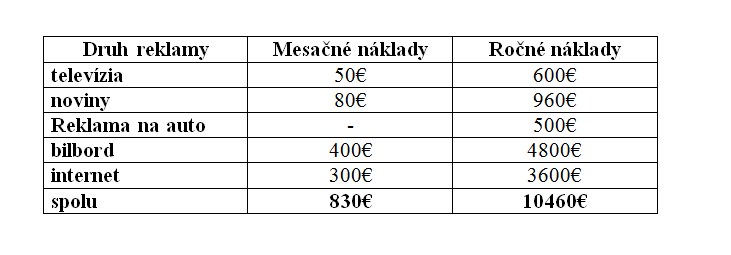 Druh reklamy Mesačné náklady Ročné náklady
televízia 50€ 600€
noviny 80€ 960€
Reklama na auto - 500€
bilbord 400€ 4800€
internet 300€ 3600€
spolu 830€ 10460€